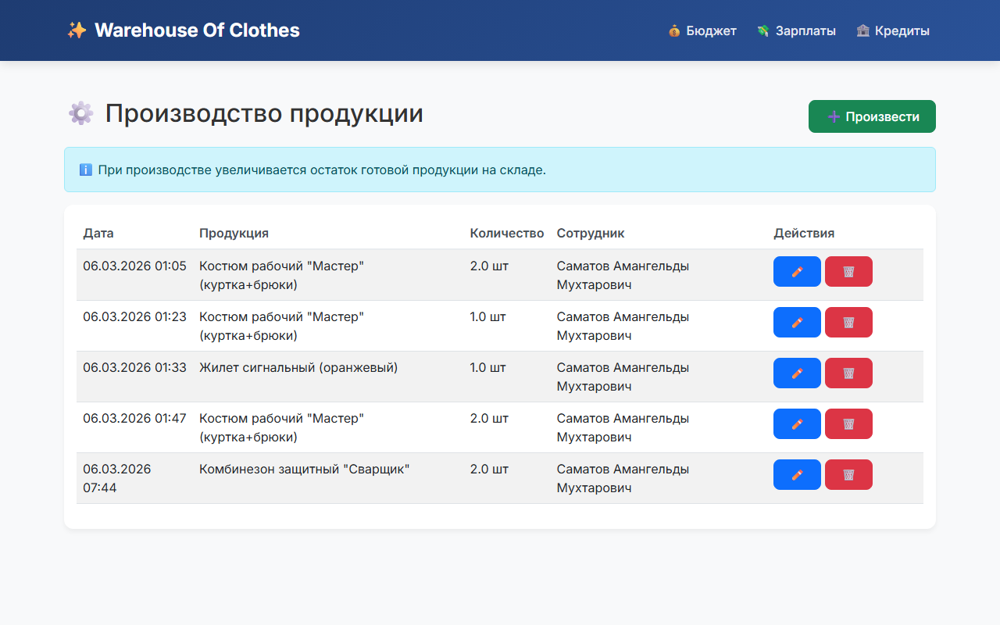 ✨ Warehouse Of Clothes
💰 Бюджет
💸 Зарплаты
🏦 Кредиты
⚙️ Производство продукции
➕ Произвести
ℹ️ При производстве увеличивается остаток готовой продукции на складе.
Дата Продукция Количество Сотрудник Действия
06.03.2026 01:05 Костюм рабочий "Мастер" 2.0 шт Саматов Амангельды
(куртка+брюки) Мухтарович
06.03.2026 01:23 Костюм рабочий "Мастер" 1.0 шт Саматов Амангельды
(куртка+брюки) Мухтарович
06.03.2026 01:33 Жилет сигнальный (оранжевый) 1.0 шт Саматов Амангельды
Мухтарович
06.03.2026 01:47 Костюм рабочий "Мастер" 2.0 шт Саматов Амангельды
(куртка+брюки) Мухтарович
06.03.2026 Комбинезон защитный "Сварщик" 2.0 шт Саматов Амангельды
07:44 Мухтарович